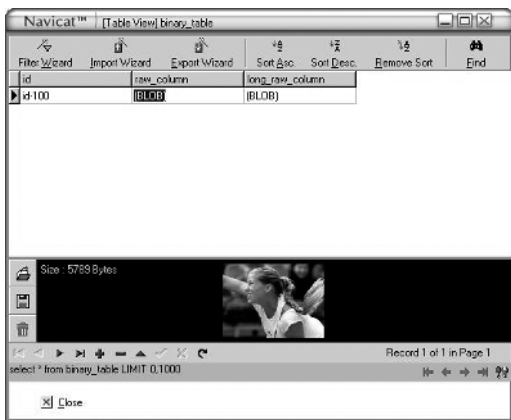 Navicat™ [Table View] binary_table
Filter Wizard Import Wizard Export Wizard Sort Asc. Sort Desc. Remove Sort Find
id raw_column long_raw_column
id-100 (BLOB) (BLOB)
Size : 5789 Bytes
Record 1 of 1 in Page 1
select * from binary_table LIMIT 0,1000
Close